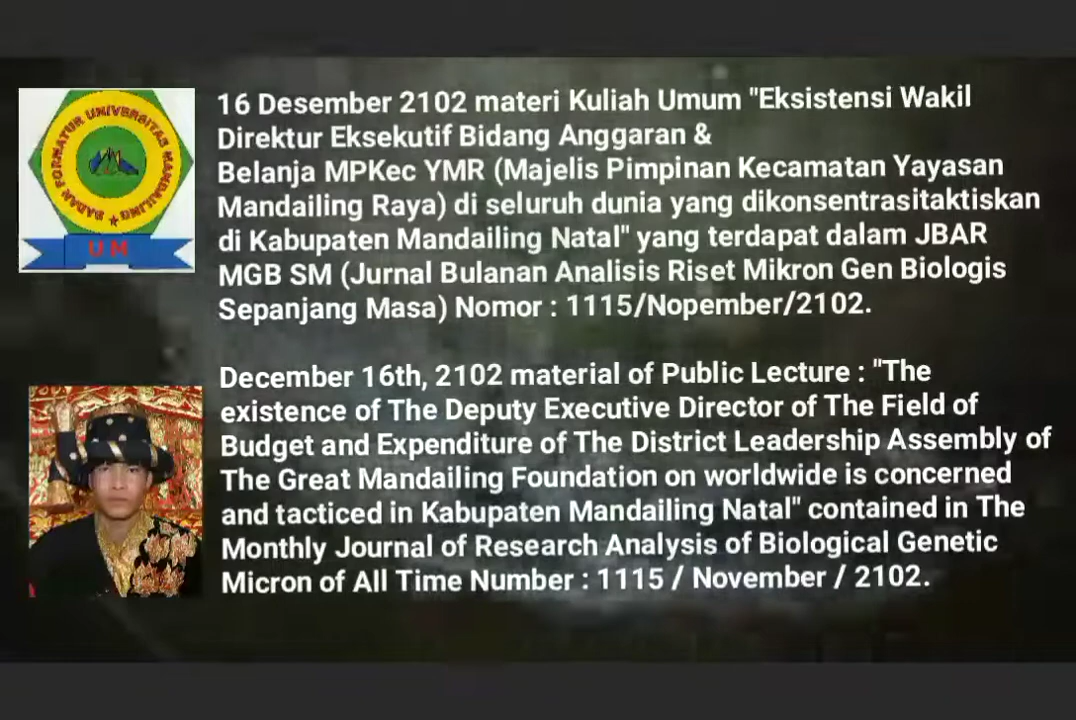 BADAN FORMATUR UNIVERSITAS MANDAILING
U M
16 Desember 2102 materi Kuliah Umum "Eksistensi Wakil
Direktur Eksekutif Bidang Anggaran &
Belanja MPKec YMR (Majelis Pimpinan Kecamatan Yayasan
Mandailing Raya) di seluruh dunia yang dikonsentrasitaktiskan
di Kabupaten Mandailing Natal" yang terdapat dalam JBAR
MGB SM (Jurnal Bulanan Analisis Riset Mikron Gen Biologis
Sepanjang Masa) Nomor : 1115/Nopember/2102.
December 16th, 2102 material of Public Lecture : "The
existence of The Deputy Executive Director of The Field of
Budget and Expenditure of The District Leadership Assembly of
The Great Mandailing Foundation on worldwide is concerned
and tacticed in Kabupaten Mandailing Natal" contained in The
Monthly Journal of Research Analysis of Biological Genetic
Micron of All Time Number : 1115 / November / 2102.